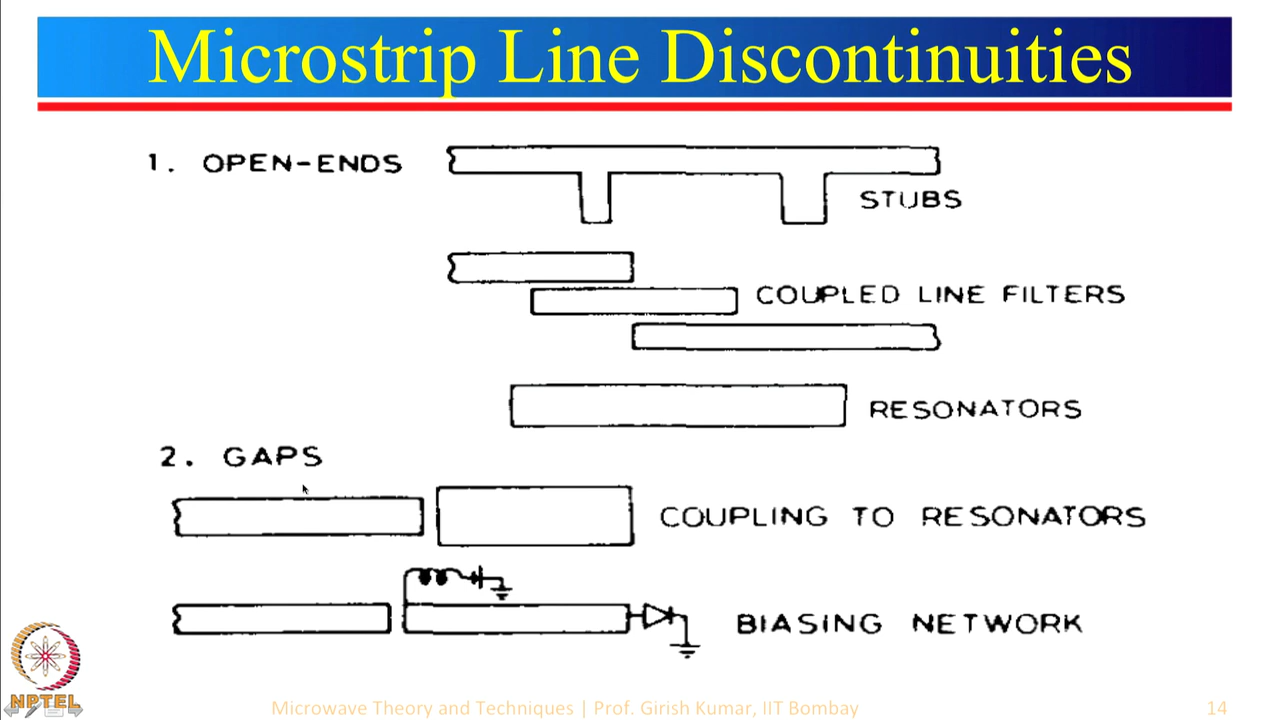 Microstrip Line Discontinuities
1. OPEN-ENDS
STUBS
COUPLED LINE FILTERS
RESONATORS
2. GAPS
COUPLING TO RESONATORS
BIASING NETWORK
NPTEL
Microwave Theory and Techniques | Prof. Girish Kumar, IIT Bombay
14